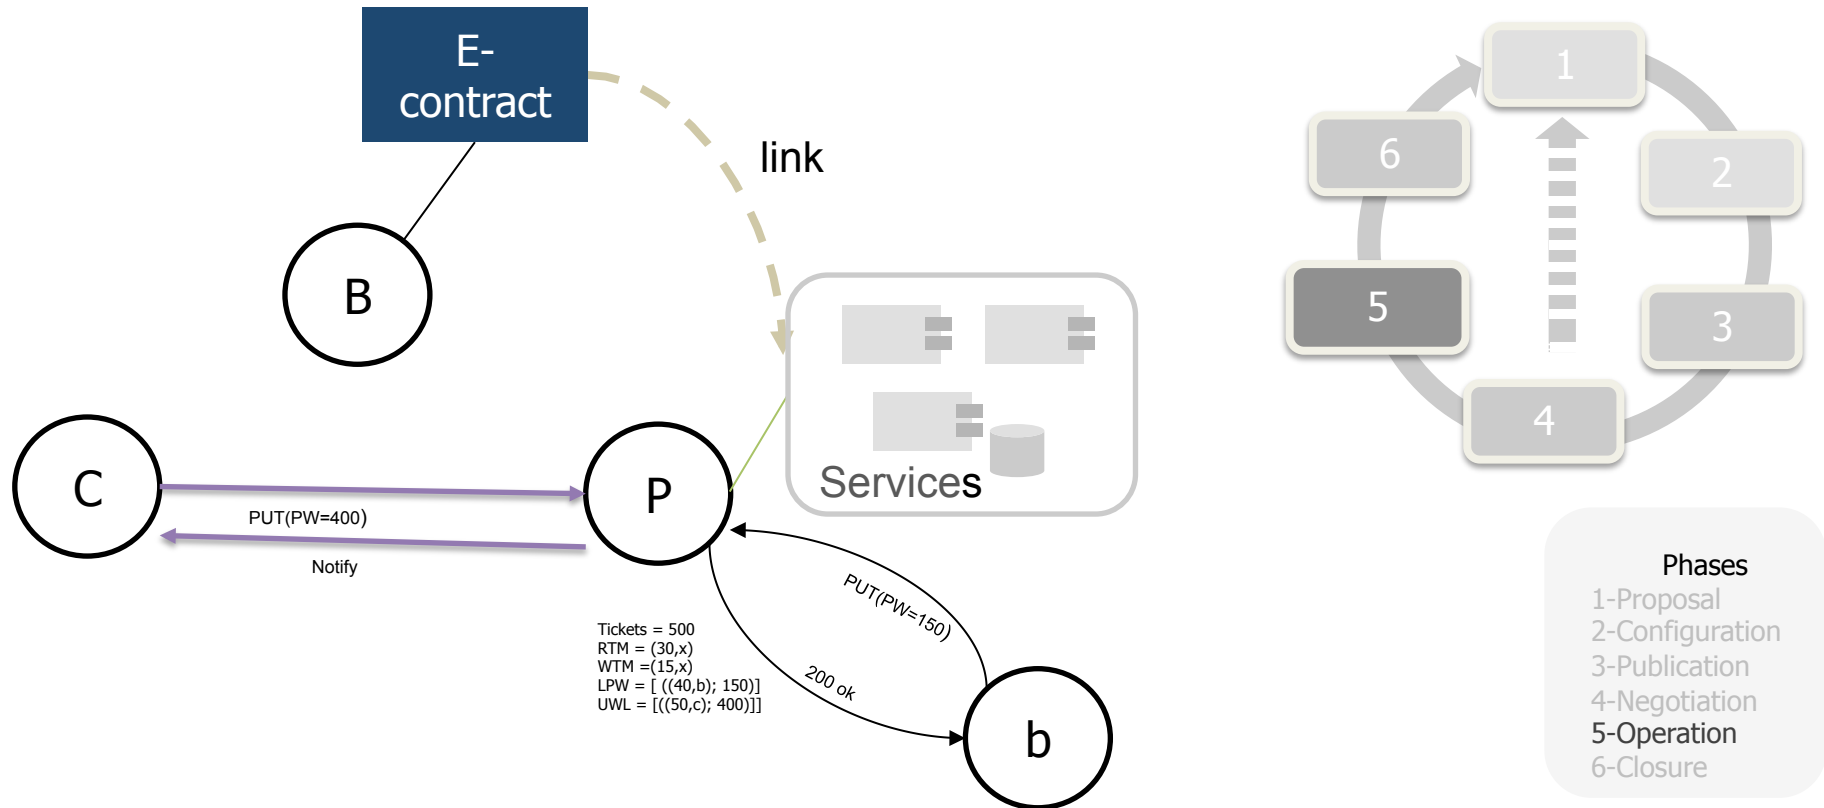 E-
contract
link
B
C
P
b
PUT(PW=400)
Notify
Services
PUT(PW=150)
200 ok
Tickets = 500
RTM = (30,x)
WTM =(15,x)
LPW = [ ((40,b); 150)]
UWL = [((50,c); 400)]]
1
2
3
4
5
6
Phases
1-Proposal
2-Configuration
3-Publication
4-Negotiation
5-Operation
6-Closure